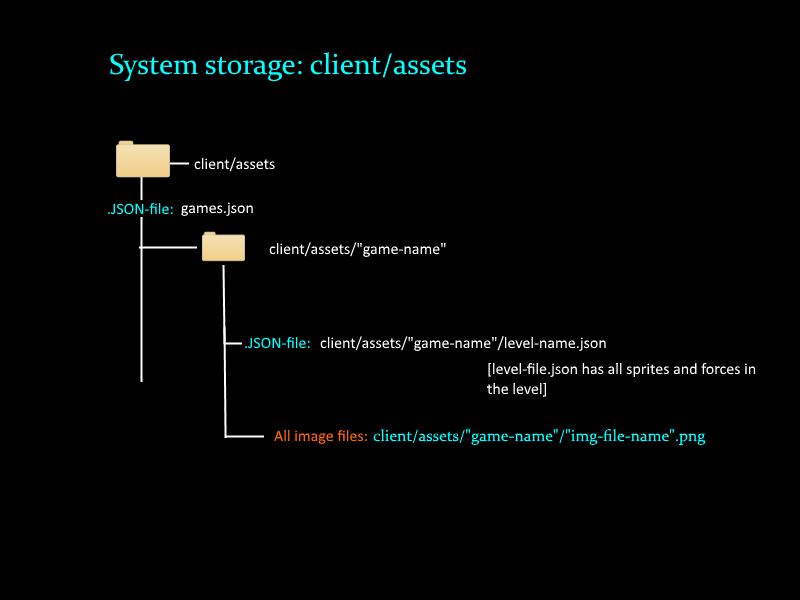 System storage: client/assets
client/assets
.JSON-file: games.json
client/assets/"game-name"
.JSON-file: client/assets/"game-name"/level-name.json
[level-file.json has all sprites and forces in
the level]
All image files: client/assets/"game-name"/"img-file-name".png